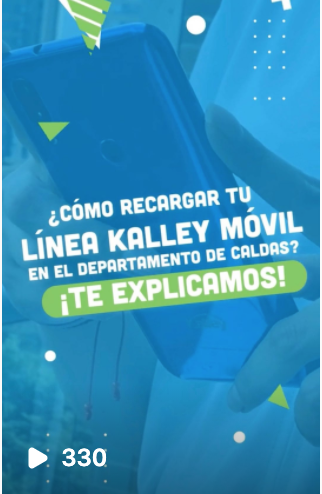 ¿CÓMO RECARGAR TU
LÍNEA KALLEY MÓVIL
EN EL DEPARTAMENTO DE CALDAS?
¡TE EXPLICAMOS!
330